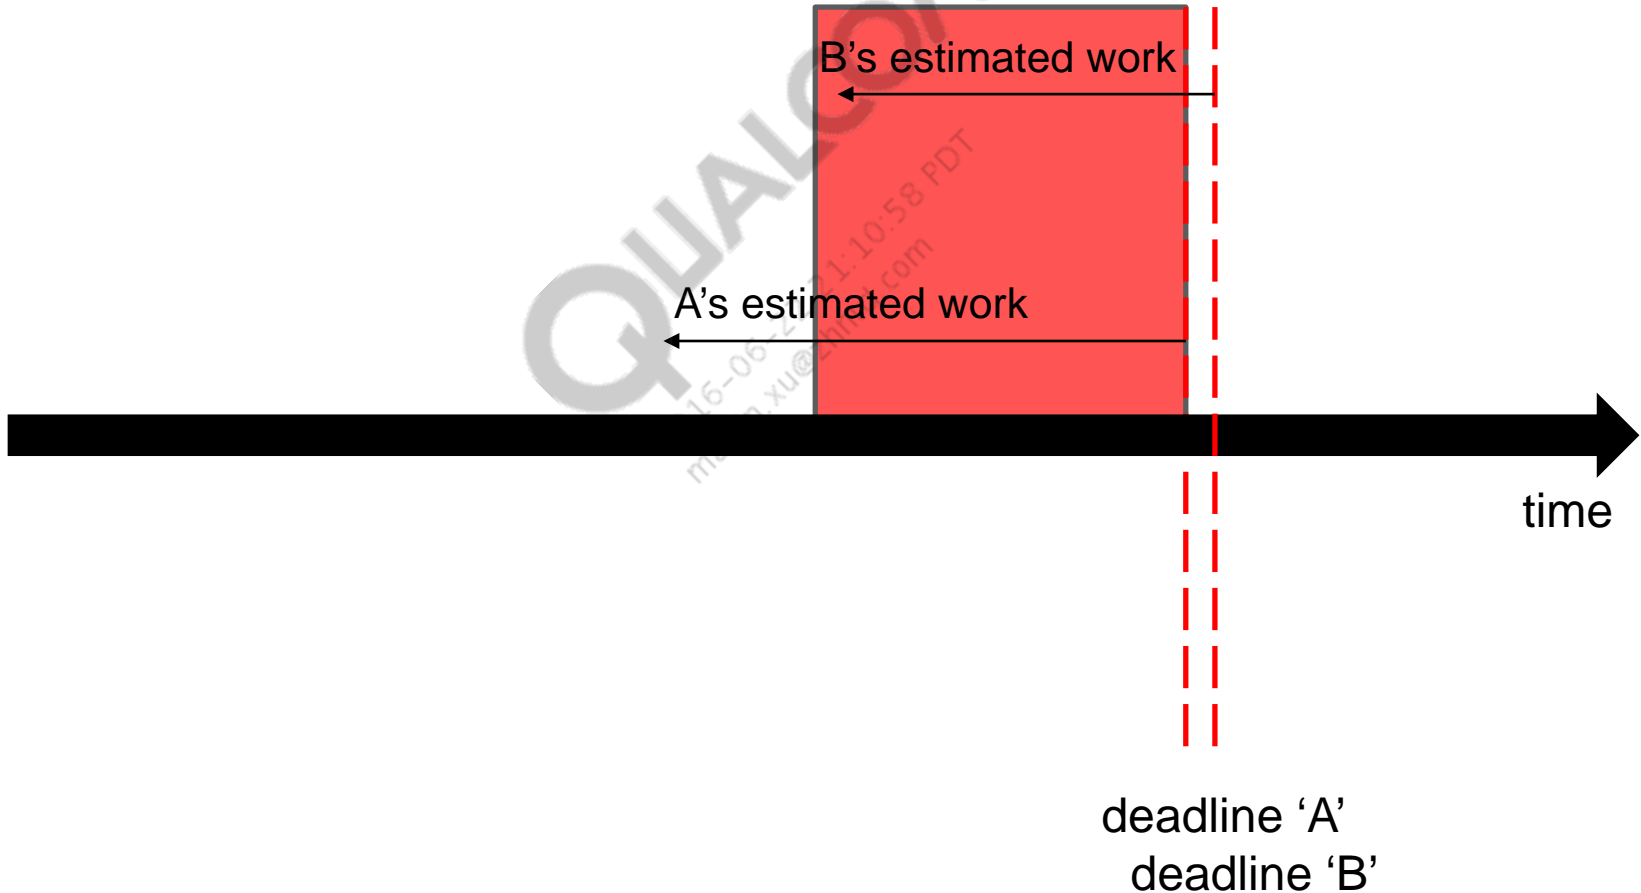 B's estimated work
A's estimated work
time
deadline ‘A’
deadline ‘B’